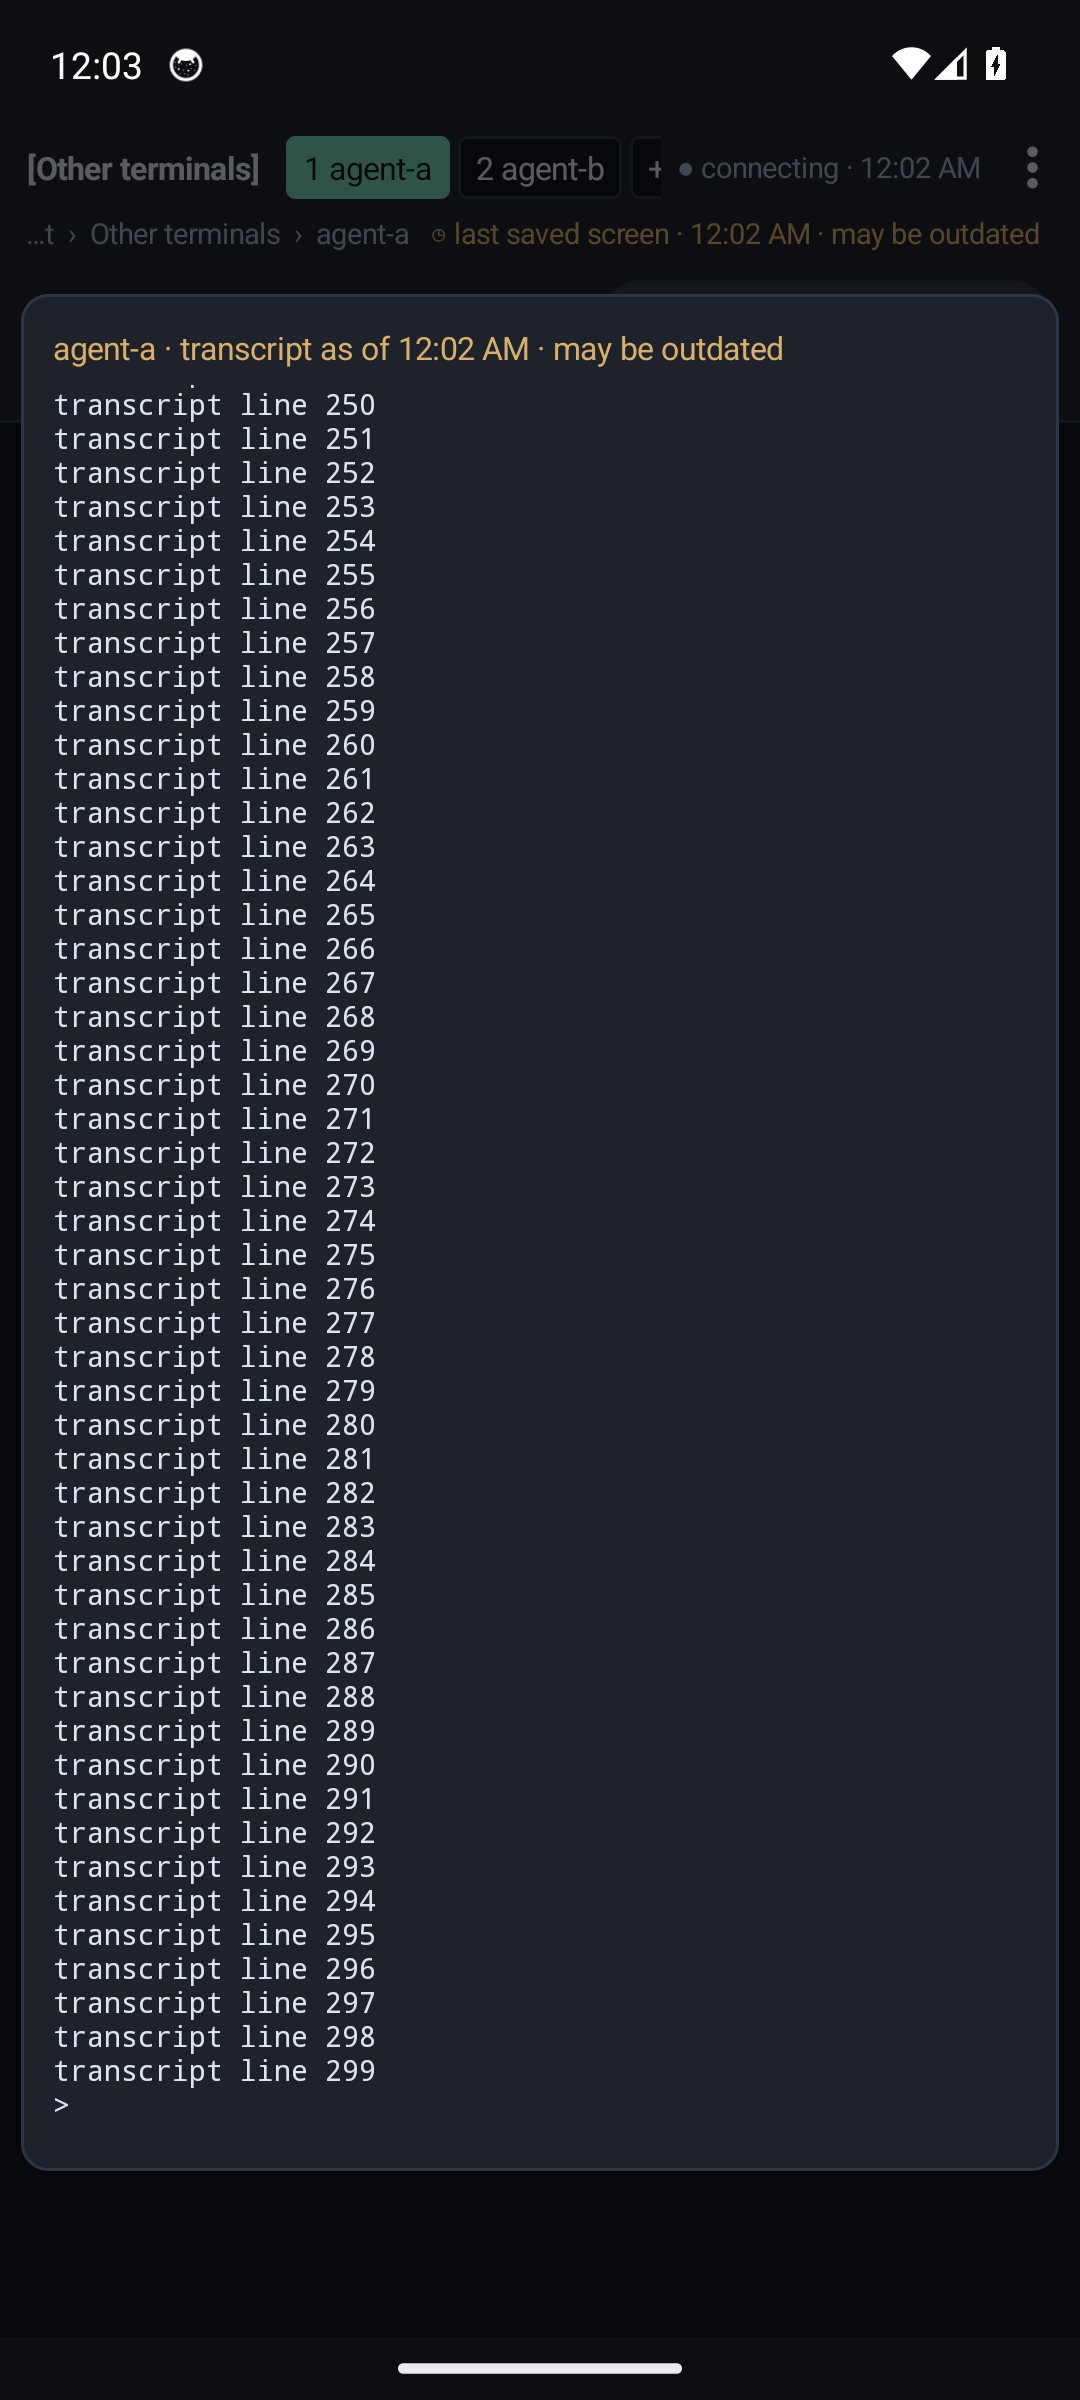 12:03
[Other terminals] 1 agent-a 2 agent-b + ● connecting · 12:02 AM
...t › Other terminals › agent-a ◷ last saved screen · 12:02 AM · may be outdated
agent-a · transcript as of 12:02 AM · may be outdated
transcript line 250
transcript line 251
transcript line 252
transcript line 253
transcript line 254
transcript line 255
transcript line 256
transcript line 257
transcript line 258
transcript line 259
transcript line 260
transcript line 261
transcript line 262
transcript line 263
transcript line 264
transcript line 265
transcript line 266
transcript line 267
transcript line 268
transcript line 269
transcript line 270
transcript line 271
transcript line 272
transcript line 273
transcript line 274
transcript line 275
transcript line 276
transcript line 277
transcript line 278
transcript line 279
transcript line 280
transcript line 281
transcript line 282
transcript line 283
transcript line 284
transcript line 285
transcript line 286
transcript line 287
transcript line 288
transcript line 289
transcript line 290
transcript line 291
transcript line 292
transcript line 293
transcript line 294
transcript line 295
transcript line 296
transcript line 297
transcript line 298
transcript line 299
>